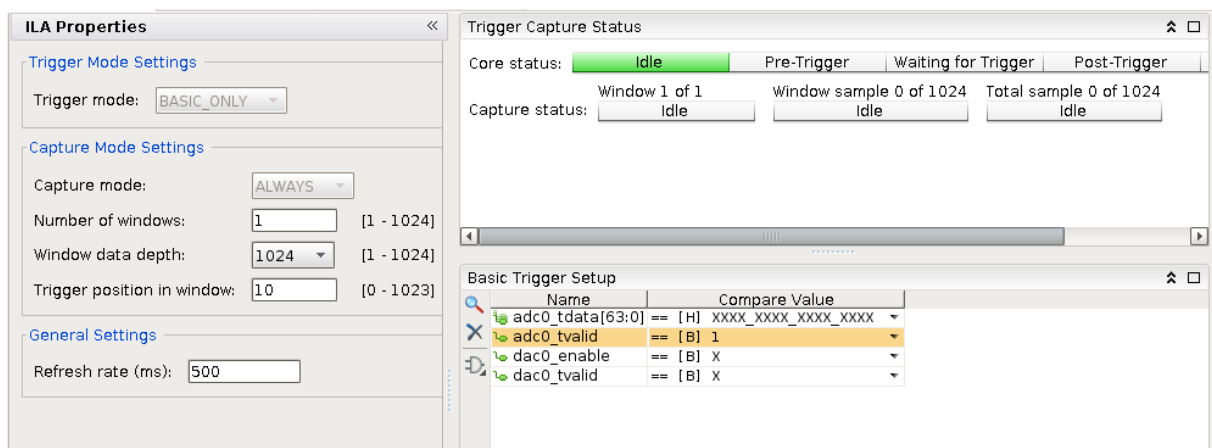 ILA Properties
Trigger Mode Settings
Trigger mode: BASIC_ONLY
Capture Mode Settings
Capture mode: ALWAYS
Number of windows: 1 [1 - 1024]
Window data depth: 1024 [1 - 1024]
Trigger position in window: 10 [0 - 1023]
General Settings
Refresh rate (ms): 500
Trigger Capture Status
Core status: Idle Pre-Trigger Waiting for Trigger Post-Trigger
Window 1 of 1 Window sample 0 of 1024 Total sample 0 of 1024
Capture status: Idle Idle Idle
Basic Trigger Setup
Name Compare Value
adc0_tdata[63:0] == [H] XXXX_XXXX_XXXX_XXXX
adc0_tvalid == [B] 1
dac0_enable == [B] X
dac0_tvalid == [B] X